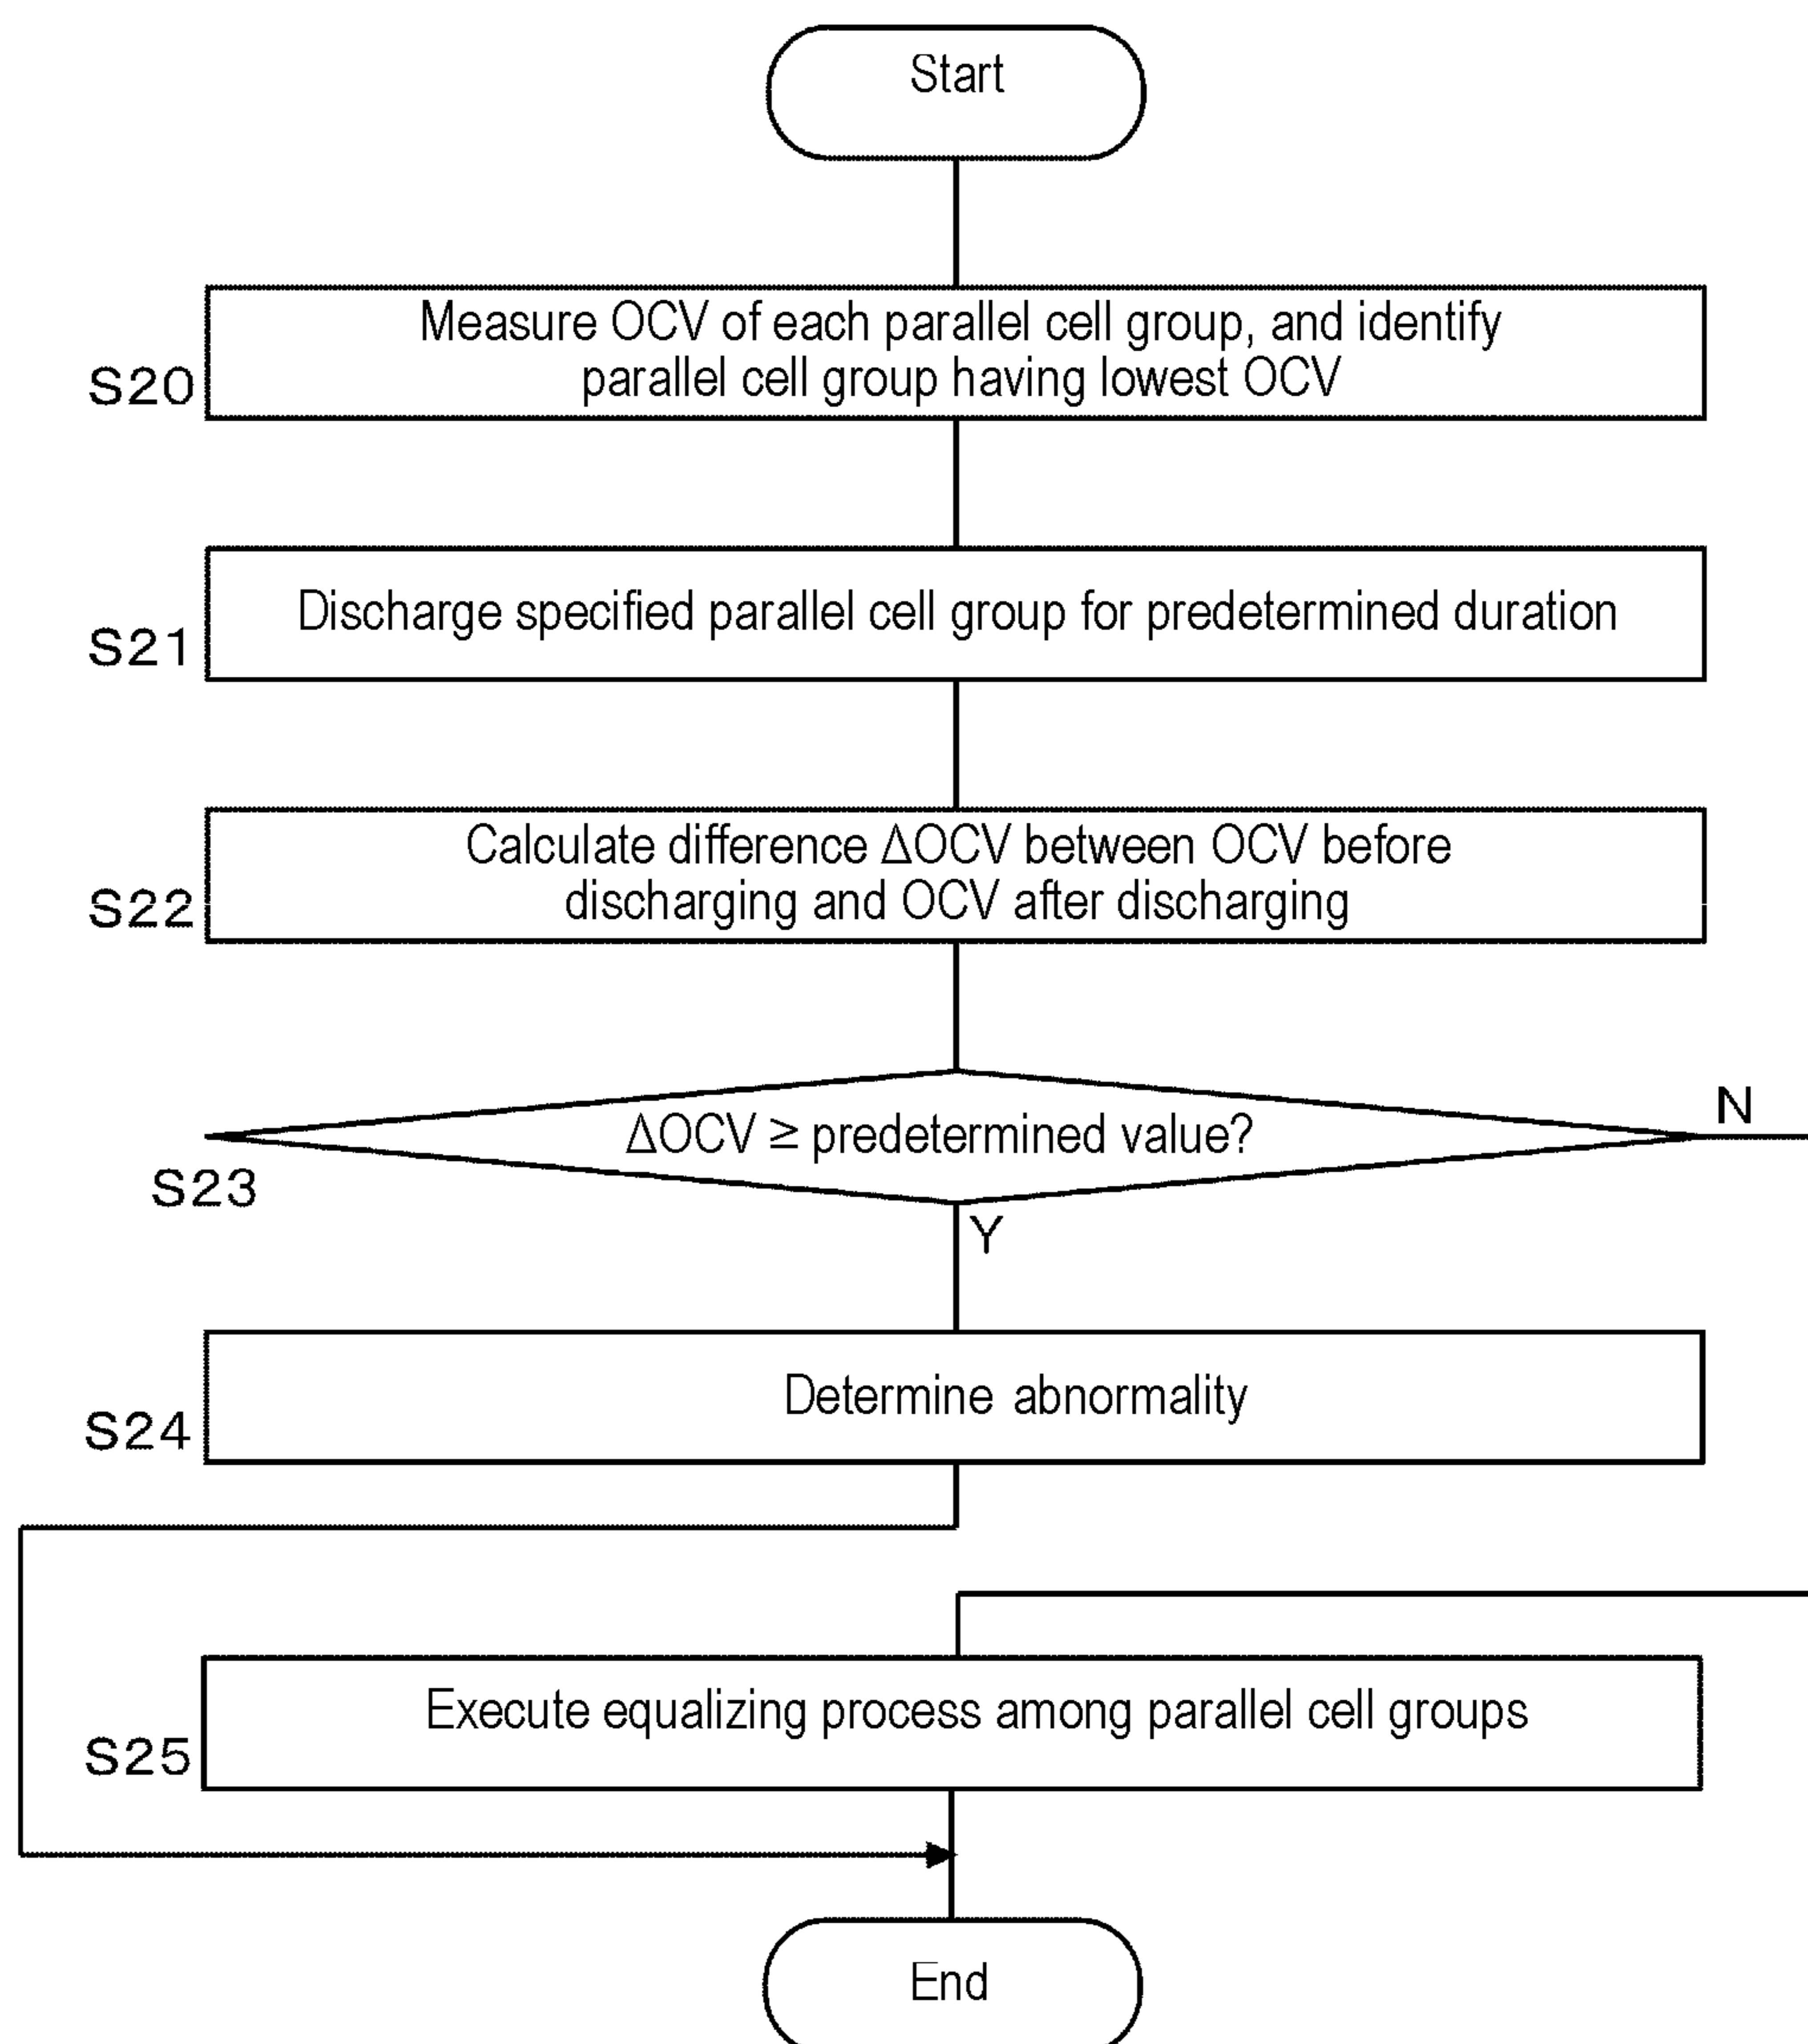 Start
Measure OCV of each parallel cell group, and identify
parallel cell group having lowest OCV
S20
Discharge specified parallel cell group for predetermined duration
S21
Calculate difference ΔOCV between OCV before
discharging and OCV after discharging
S22
N
ΔOCV ≥ predetermined value?
S23
Y
Determine abnormality
S24
Execute equalizing process among parallel cell groups
S25
End